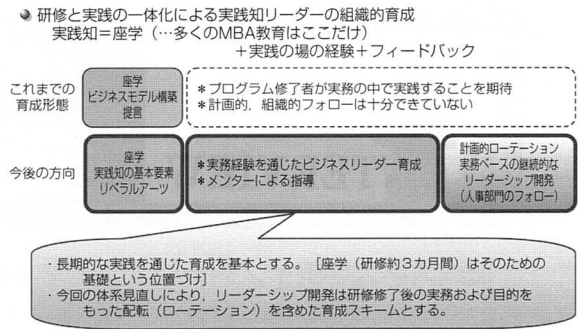 研修と実践の一体化による実践知リーダーの組織的育成
実践知＝座学（…多くのMBA教育はここだけ）
＋実践の場の経験＋フィードバック
これまでの
育成形態
座学
ビジネスモデル構築
提言
＊プログラム修了者が実務の中で実践することを期待
＊計画的，組織的フォローは十分できていない
今後の方向
座学
実践知の基本要素
リベラルアーツ
＊実務経験を通じたビジネスリーダー育成
＊メンターによる指導
計画的ローテーション
実務ベースの継続的な
リーダーシップ開発
（人事部門のフォロー）
・長期的な実践を通じた育成を基本とする。［座学（研修約３カ月間）はそのための
基礎という位置づけ］
・今回の体系見直しにより，リーダーシップ開発は研修修了後の実務および目的を
もった配転（ローテーション）を含めた育成スキームとする。